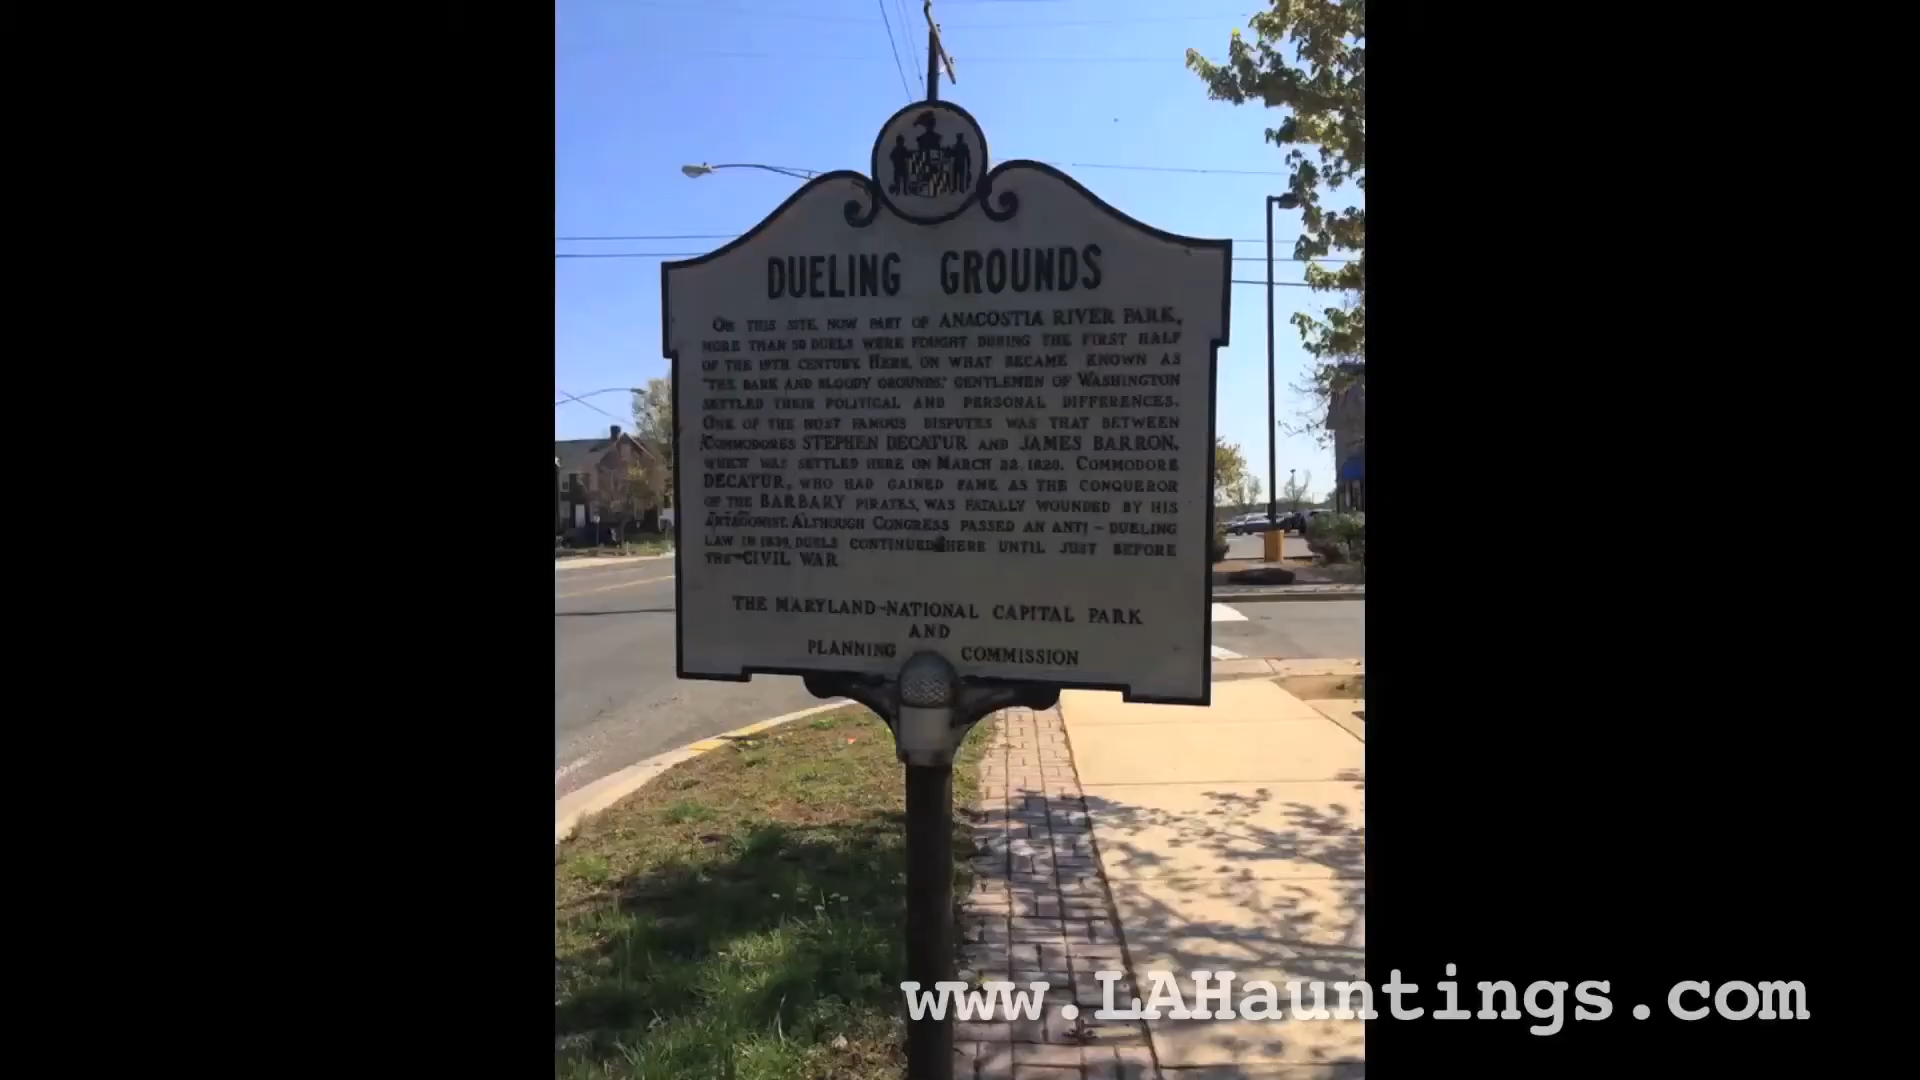 DUELING GROUNDS
ON THIS SITE, NOW PART OF ANACOSTIA RIVER PARK,
MORE THAN 50 DUELS WERE FOUGHT DURING THE FIRST HALF
OF THE 19TH CENTURY. HERE, ON WHAT BECAME KNOWN AS
"THE DARK AND BLOODY GROUNDS," GENTLEMEN OF WASHINGTON
SETTLED THEIR POLITICAL AND PERSONAL DIFFERENCES.
ONE OF THE MOST FAMOUS DISPUTES WAS THAT BETWEEN
COMMODORES STEPHEN DECATUR AND JAMES BARRON,
WHICH WAS SETTLED HERE ON MARCH 22, 1820. COMMODORE
DECATUR, WHO HAD GAINED FAME AS THE CONQUEROR
OF THE BARBARY PIRATES, WAS FATALLY WOUNDED BY HIS
ANTAGONIST. ALTHOUGH CONGRESS PASSED AN ANTI-DUELING
LAW IN 1839, DUELS CONTINUED HERE UNTIL JUST BEFORE
THE CIVIL WAR
THE MARYLAND-NATIONAL CAPITAL PARK
AND
PLANNING COMMISSION
www.LAHauntings.com